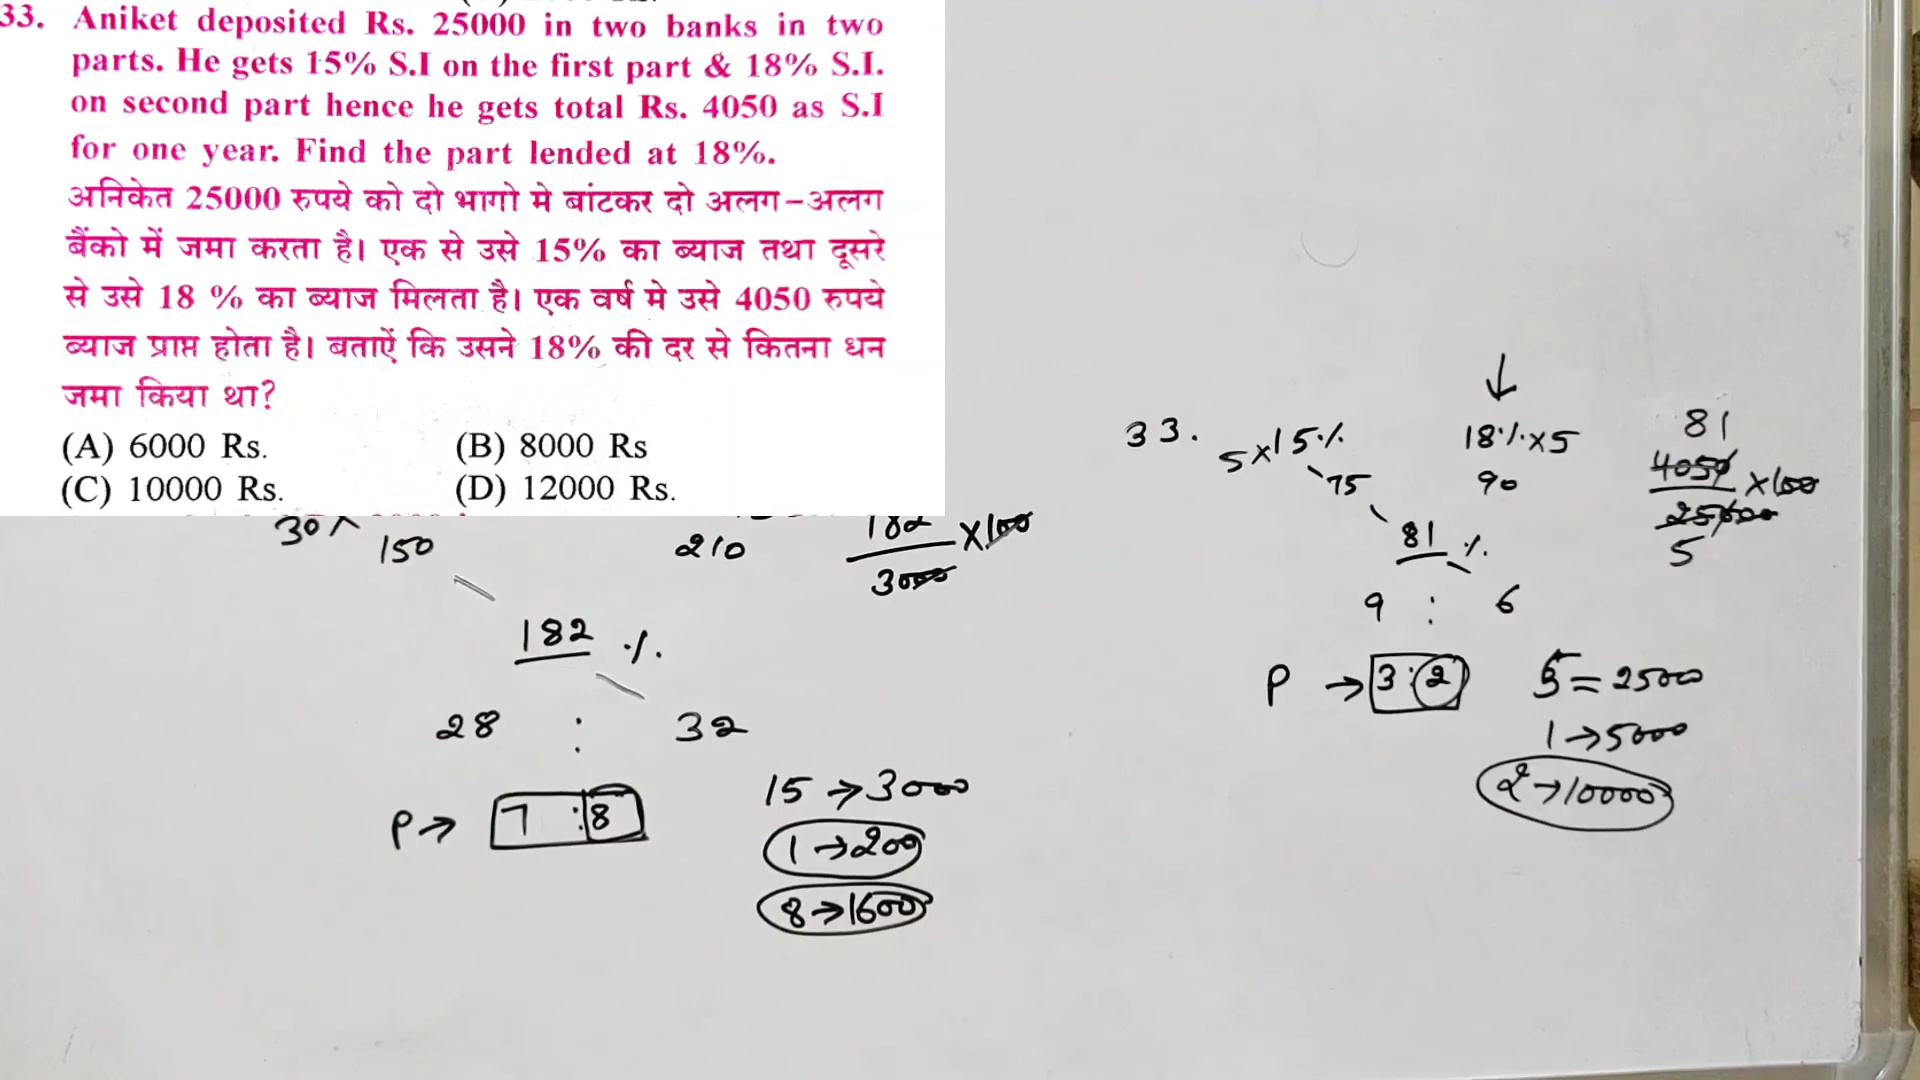 33. Aniket deposited Rs. 25000 in two banks in two
parts. He gets 15% S.I on the first part & 18% S.I.
on second part hence he gets total Rs. 4050 as S.I
for one year. Find the part lended at 18%.
अनिकेत 25000 रुपये को दो भागो मे बांटकर दो अलग-अलग
बैंको में जमा करता है। एक से उसे 15% का ब्याज तथा दूसरे
से उसे 18 % का ब्याज मिलता है। एक वर्ष मे उसे 4050 रुपये
ब्याज प्राप्त होता है। बताऐं कि उसने 18% की दर से कितना धन
जमा किया था?
(A) 6000 Rs. (B) 8000 Rs
(C) 10000 Rs. (D) 12000 Rs.
150 210
182 ×100
3000
182 %
28 : 32
P→ 7 : 8
15→3000
1→200
8→1600
33. 5×15% 18%×5
75 90
81
4050 ×100
25000
5
81 %
9 : 6
P → 3:2
5=25000
1→5000
2→10000